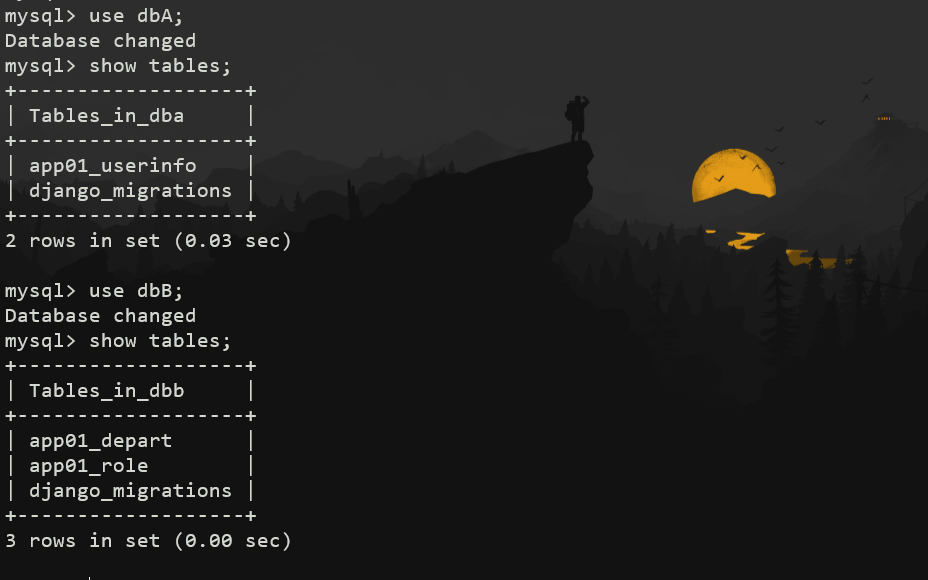 mysql> use dbA;
Database changed
mysql> show tables;
+-------------------+
| Tables_in_dba     |
+-------------------+
| app01_userinfo    |
| django_migrations |
+-------------------+
2 rows in set (0.03 sec)

mysql> use dbB;
Database changed
mysql> show tables;
+-------------------+
| Tables_in_dbb     |
+-------------------+
| app01_depart      |
| app01_role        |
| django_migrations |
+-------------------+
3 rows in set (0.00 sec)